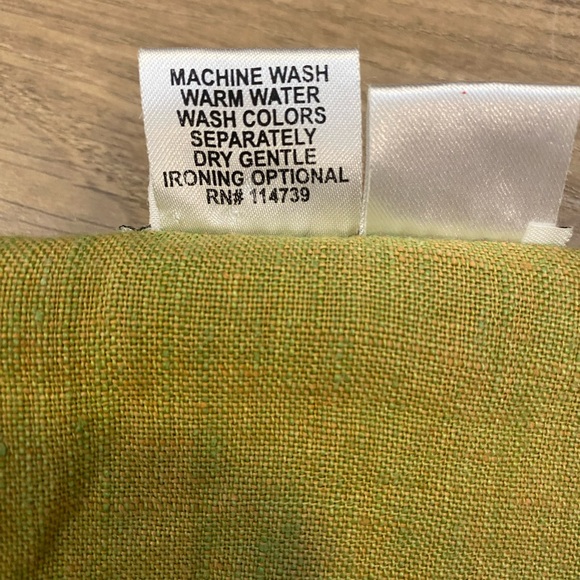 MACHINE WASH
WARM WATER
WASH COLORS
SEPARATELY
DRY GENTLE
IRONING OPTIONAL
RN# 114739